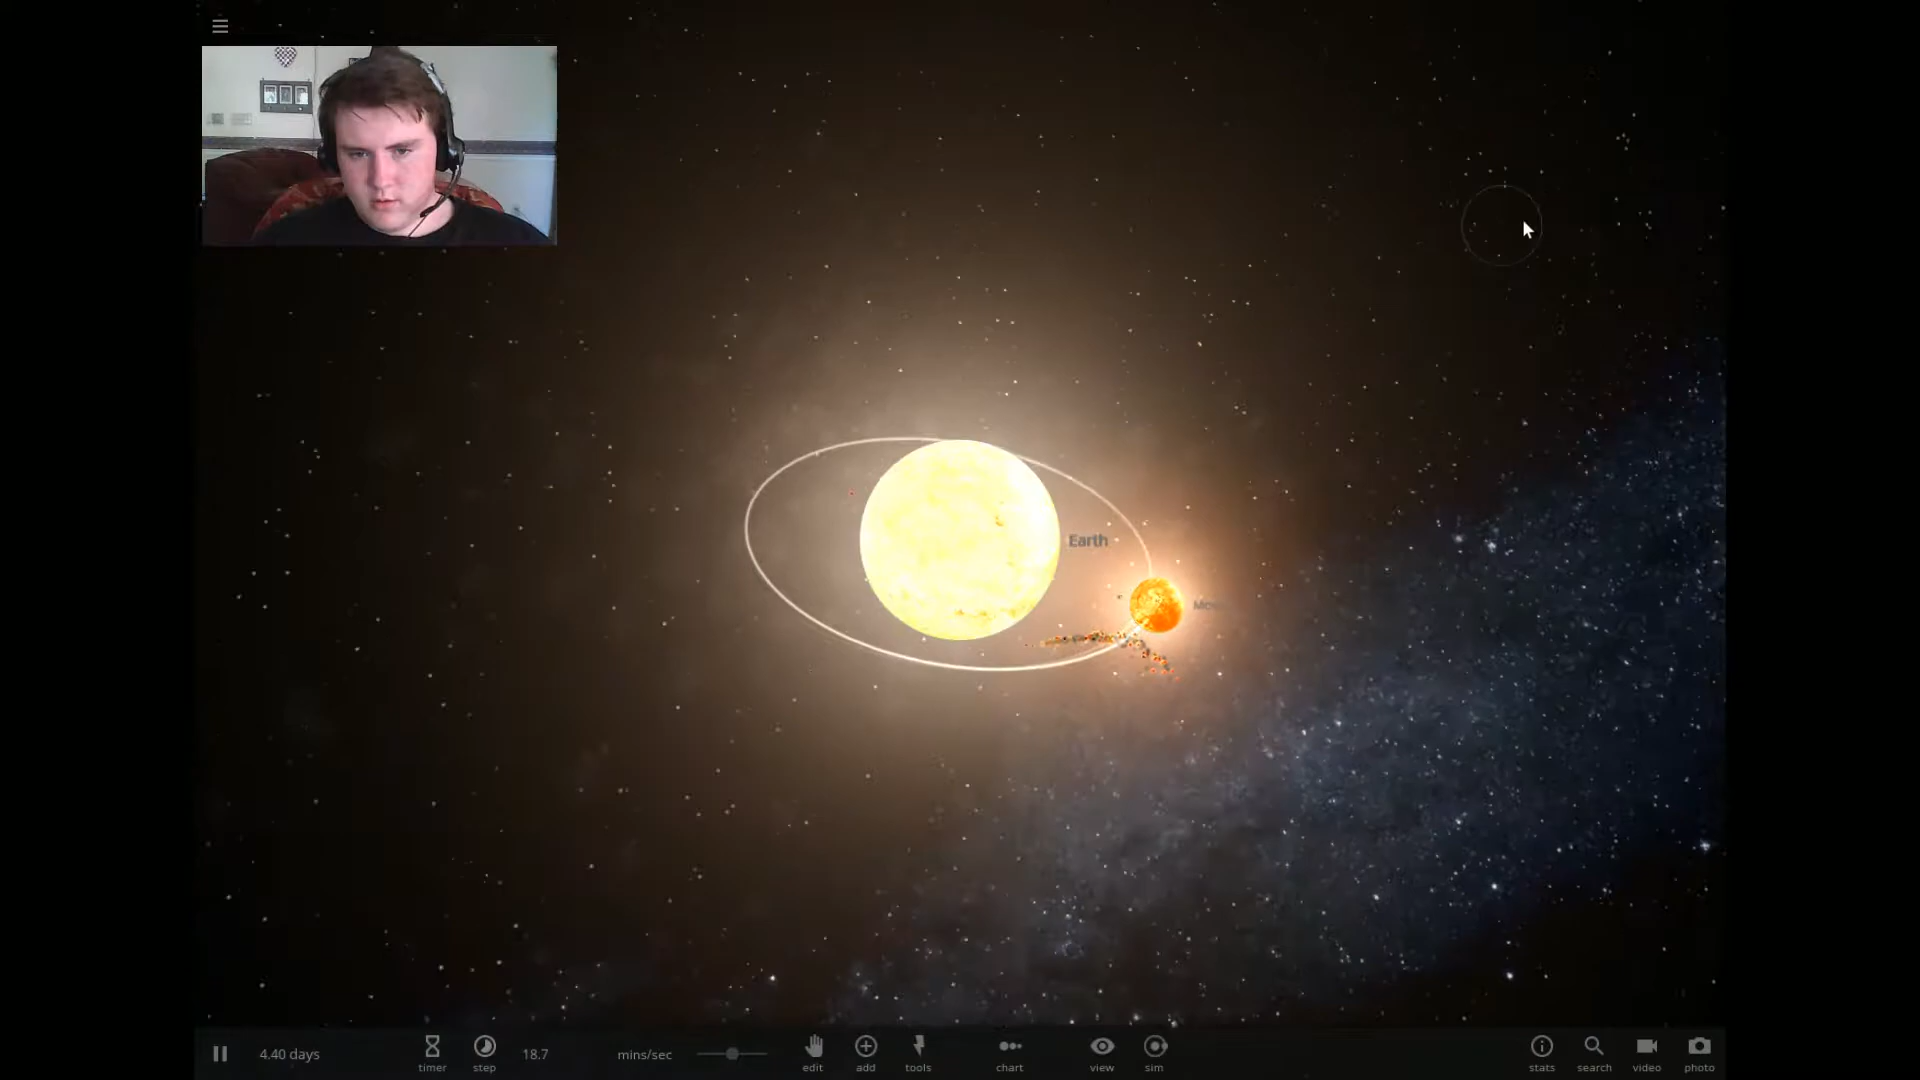 Earth
4.40 days
timer
step
18.7
mins/sec
edit
add
tools
chart
view
sim
stats
search
video
photo